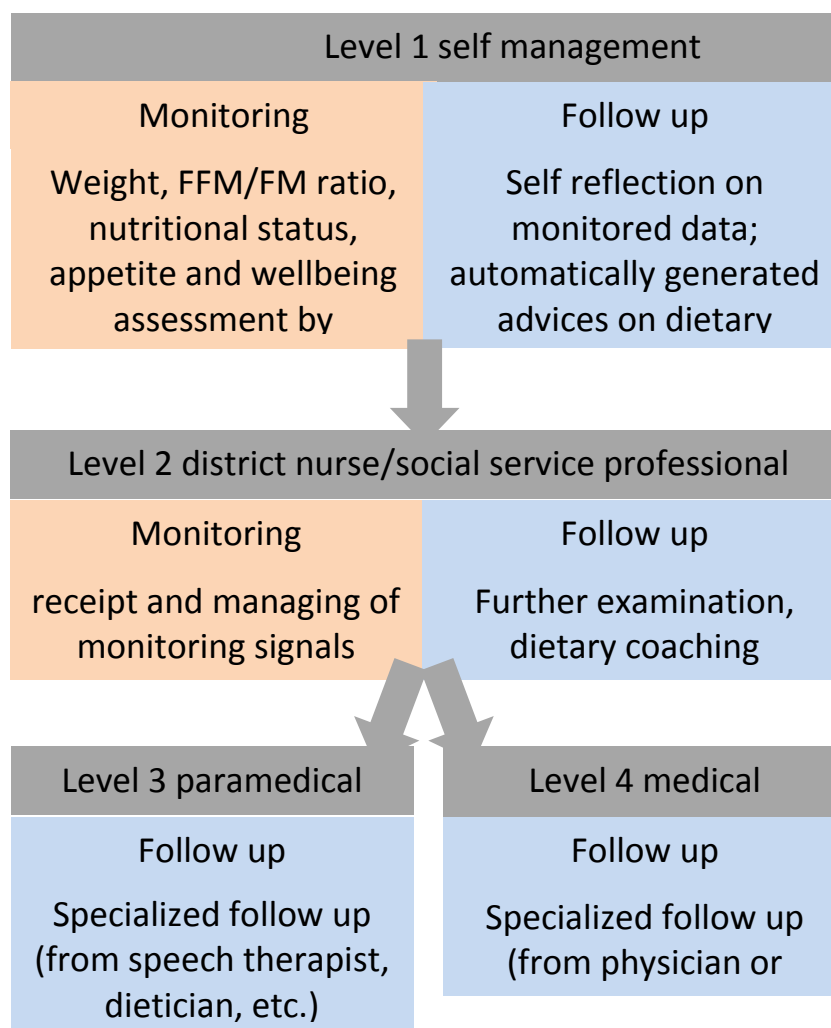 Level 1 self management
Monitoring
Weight, FFM/FM ratio,
nutritional status,
appetite and wellbeing
assessment by
Follow up
Self reflection on
monitored data;
automatically generated
advices on dietary
Level 2 district nurse/social service professional
Monitoring
receipt and managing of
monitoring signals
Follow up
Further examination,
dietary coaching
Level 3 paramedical
Follow up
Specialized follow up
(from speech therapist,
dietician, etc.)
Level 4 medical
Follow up
Specialized follow up
(from physician or